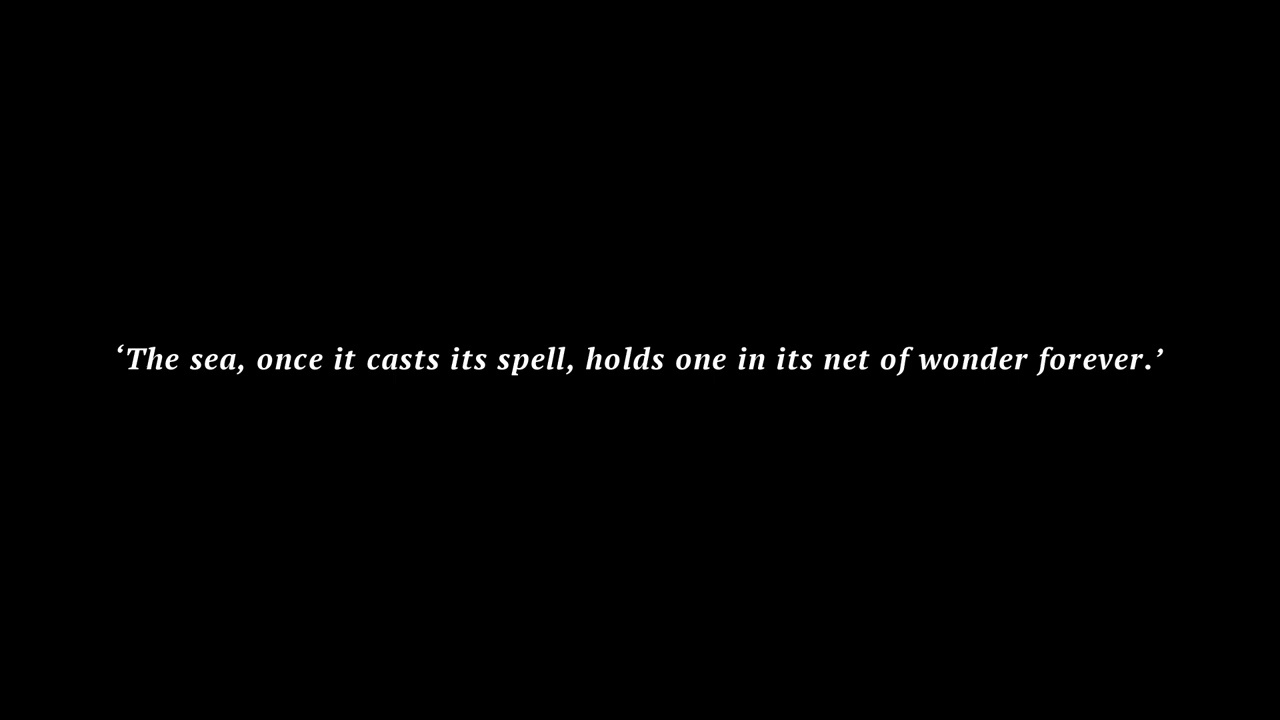 ‘The sea, once it casts its spell, holds one in its net of wonder forever.’